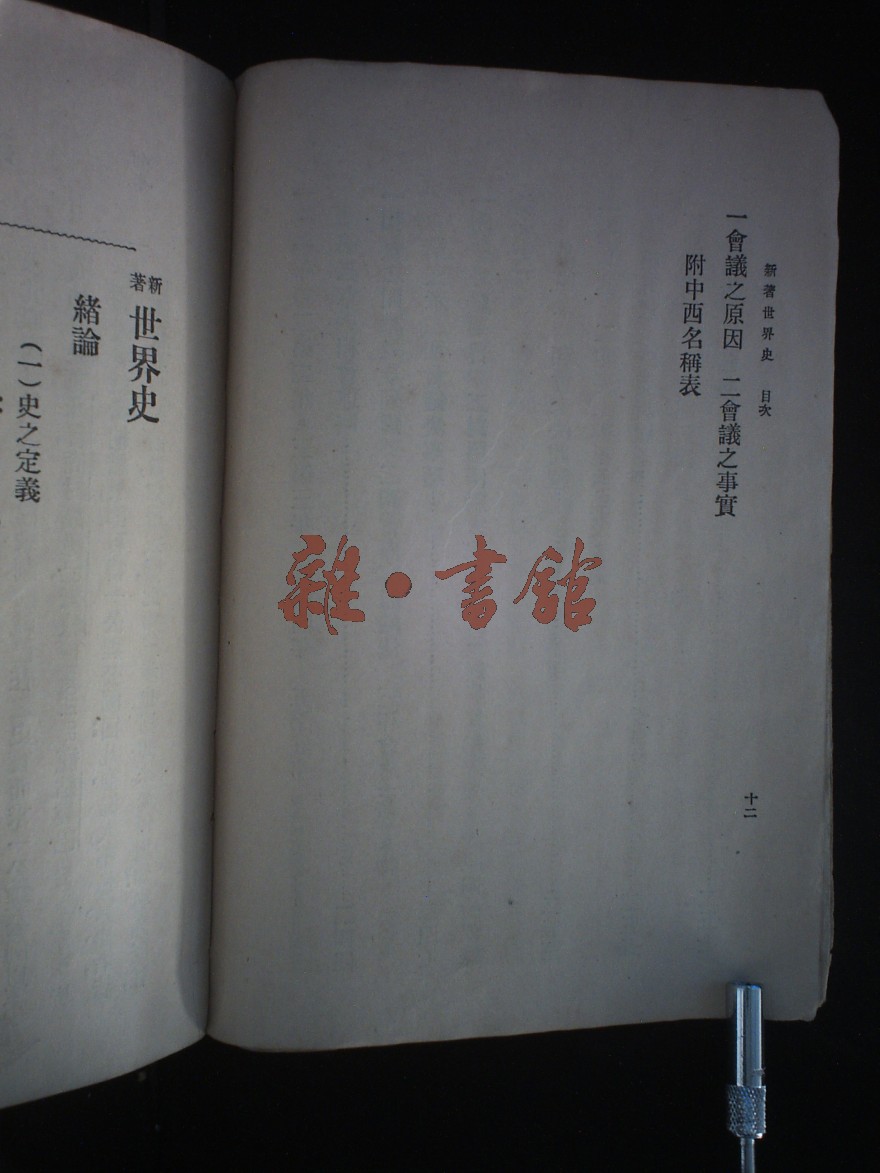 新著世界史 目次
一會議之原因 二會議之事實
附中西名稱表
十二
雜·書館
新著 世界史
緒論
(一)史之定義